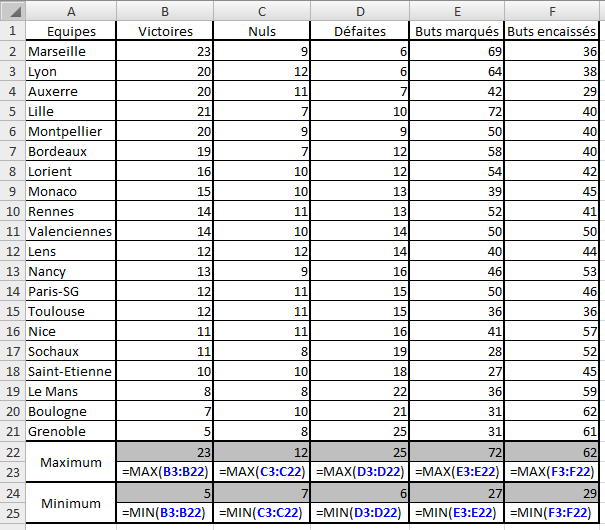 A B C D E F
1 Equipes Victoires Nuls Défaites Buts marqués Buts encaissés
2 Marseille 23 9 6 69 36
3 Lyon 20 12 6 64 38
4 Auxerre 20 11 7 42 29
5 Lille 21 7 10 72 40
6 Montpellier 20 9 9 50 40
7 Bordeaux 19 7 12 58 40
8 Lorient 16 10 12 54 42
9 Monaco 15 10 13 39 45
10 Rennes 14 11 13 52 41
11 Valenciennes 14 10 14 50 50
12 Lens 12 12 14 40 44
13 Nancy 13 9 16 46 53
14 Paris-SG 12 11 15 50 46
15 Toulouse 12 11 15 36 36
16 Nice 11 11 16 41 57
17 Sochaux 11 8 19 28 52
18 Saint-Etienne 10 10 18 27 45
19 Le Mans 8 8 22 36 59
20 Boulogne 7 10 21 31 62
21 Grenoble 5 8 25 31 61
22 Maximum 23 12 25 72 62
23 =MAX(B3:B22) =MAX(C3:C22) =MAX(D3:D22) =MAX(E3:E22) =MAX(F3:F22)
24 Minimum 5 7 6 27 29
25 =MIN(B3:B22) =MIN(C3:C22) =MIN(D3:D22) =MIN(E3:E22) =MIN(F3:F22)